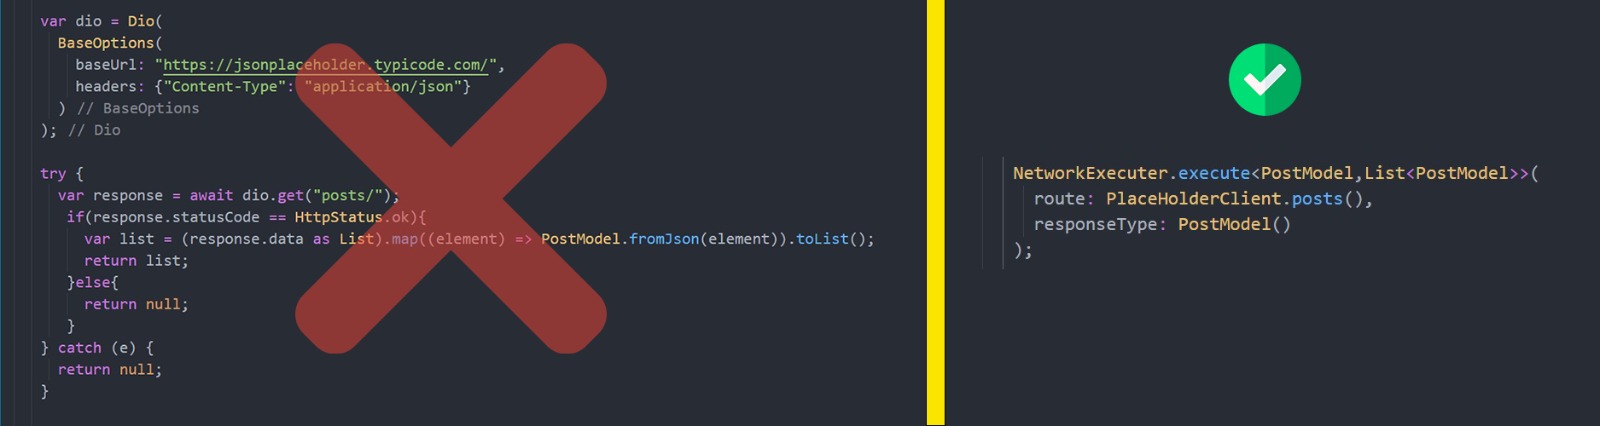 var dio = Dio(
BaseOptions(
baseUrl: "https://jsonplaceholder.typicode.com/",
headers: {"Content-Type": "application/json"}
) // BaseOptions
); // Dio
try {
var response = await dio.get("posts/");
if(response.statusCode == HttpStatus.ok){
var list = (response.data as List).map((element) => PostModel.fromJson(element)).toList();
return list;
}else{
return null;
}
} catch (e) {
return null;
}
NetworkExecuter.execute<PostModel,List<PostModel>>(
route: PlaceHolderClient.posts(),
responseType: PostModel()
);